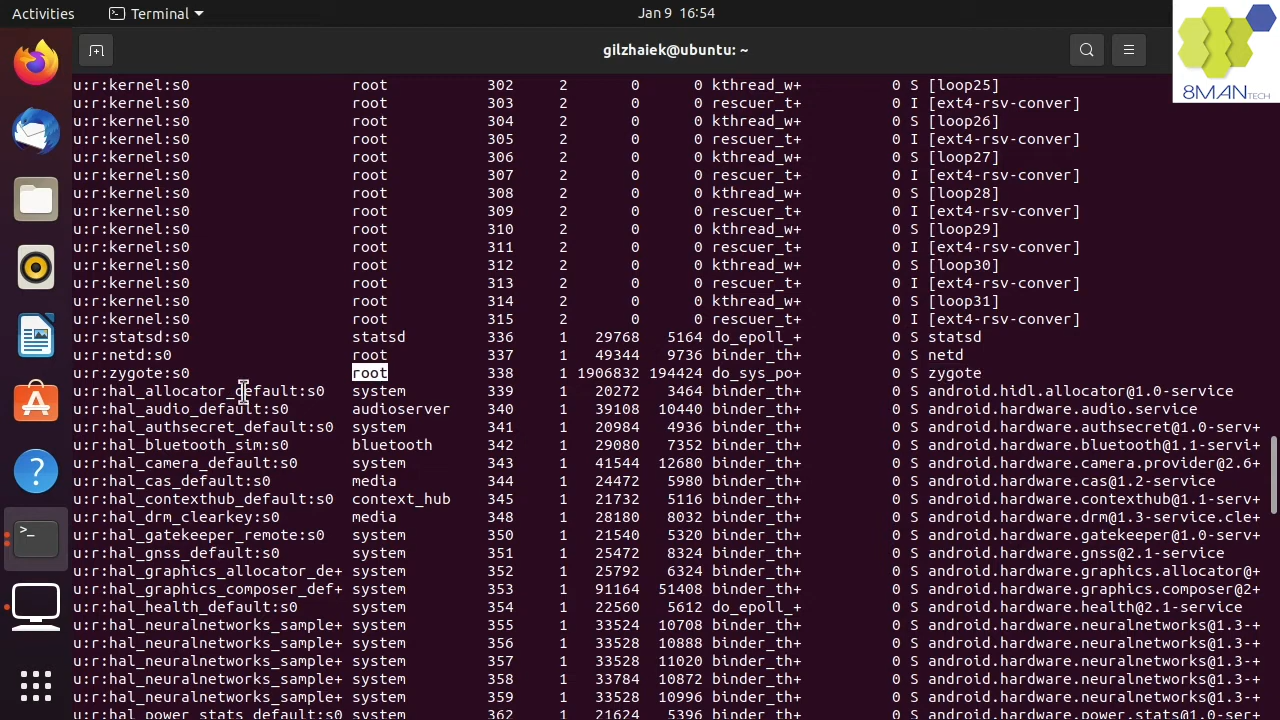 Activities Terminal Jan 9 16:54
gilzhaiek@ubuntu: ~
8MANTECH
u:r:kernel:s0 root 302 2 0 0 kthread_w+ 0 S [loop25]
u:r:kernel:s0 root 303 2 0 0 rescuer_t+ 0 I [ext4-rsv-conver]
u:r:kernel:s0 root 304 2 0 0 kthread_w+ 0 S [loop26]
u:r:kernel:s0 root 305 2 0 0 rescuer_t+ 0 I [ext4-rsv-conver]
u:r:kernel:s0 root 306 2 0 0 kthread_w+ 0 S [loop27]
u:r:kernel:s0 root 307 2 0 0 rescuer_t+ 0 I [ext4-rsv-conver]
u:r:kernel:s0 root 308 2 0 0 kthread_w+ 0 S [loop28]
u:r:kernel:s0 root 309 2 0 0 rescuer_t+ 0 I [ext4-rsv-conver]
u:r:kernel:s0 root 310 2 0 0 kthread_w+ 0 S [loop29]
u:r:kernel:s0 root 311 2 0 0 rescuer_t+ 0 I [ext4-rsv-conver]
u:r:kernel:s0 root 312 2 0 0 kthread_w+ 0 S [loop30]
u:r:kernel:s0 root 313 2 0 0 rescuer_t+ 0 I [ext4-rsv-conver]
u:r:kernel:s0 root 314 2 0 0 kthread_w+ 0 S [loop31]
u:r:kernel:s0 root 315 2 0 0 rescuer_t+ 0 I [ext4-rsv-conver]
u:r:statsd:s0 statsd 336 1 29768 5164 do_epoll_+ 0 S statsd
u:r:netd:s0 root 337 1 49344 9736 binder_th+ 0 S netd
u:r:zygote:s0 root 338 1 1906832 194424 do_sys_po+ 0 S zygote
u:r:hal_allocator_default:s0 system 339 1 20272 3464 binder_th+ 0 S android.hidl.allocator@1.0-service
u:r:hal_audio_default:s0 audioserver 340 1 39108 10440 binder_th+ 0 S android.hardware.audio.service
u:r:hal_authsecret_default:s0 system 341 1 20984 4936 binder_th+ 0 S android.hardware.authsecret@1.0-serv+
u:r:hal_bluetooth_sim:s0 bluetooth 342 1 29080 7352 binder_th+ 0 S android.hardware.bluetooth@1.1-servi+
u:r:hal_camera_default:s0 system 343 1 41544 12680 binder_th+ 0 S android.hardware.camera.provider@2.6+
u:r:hal_cas_default:s0 media 344 1 24472 5980 binder_th+ 0 S android.hardware.cas@1.2-service
u:r:hal_contexthub_default:s0 context_hub 345 1 21732 5116 binder_th+ 0 S android.hardware.contexthub@1.1-serv+
u:r:hal_drm_clearkey:s0 media 348 1 28180 8032 binder_th+ 0 S android.hardware.drm@1.3-service.cle+
u:r:hal_gatekeeper_remote:s0 system 350 1 21540 5320 binder_th+ 0 S android.hardware.gatekeeper@1.0-serv+
u:r:hal_gnss_default:s0 system 351 1 25472 8324 binder_th+ 0 S android.hardware.gnss@2.1-service
u:r:hal_graphics_allocator_de+ system 352 1 25792 6324 binder_th+ 0 S android.hardware.graphics.allocator@+
u:r:hal_graphics_composer_def+ system 353 1 91164 51408 binder_th+ 0 S android.hardware.graphics.composer@2+
u:r:hal_health_default:s0 system 354 1 22560 5612 do_epoll_+ 0 S android.hardware.health@2.1-service
u:r:hal_neuralnetworks_sample+ system 355 1 33524 10708 binder_th+ 0 S android.hardware.neuralnetworks@1.3-+
u:r:hal_neuralnetworks_sample+ system 356 1 33528 10888 binder_th+ 0 S android.hardware.neuralnetworks@1.3-+
u:r:hal_neuralnetworks_sample+ system 357 1 33528 11020 binder_th+ 0 S android.hardware.neuralnetworks@1.3-+
u:r:hal_neuralnetworks_sample+ system 358 1 33784 10872 binder_th+ 0 S android.hardware.neuralnetworks@1.3-+
u:r:hal_neuralnetworks_sample+ system 359 1 33528 10996 binder_th+ 0 S android.hardware.neuralnetworks@1.3-+
u:r:hal_power_stats_default:s0 system 362 1 21624 5396 binder_th+ 0 S android.hardware.power.stats@1.0-ser+